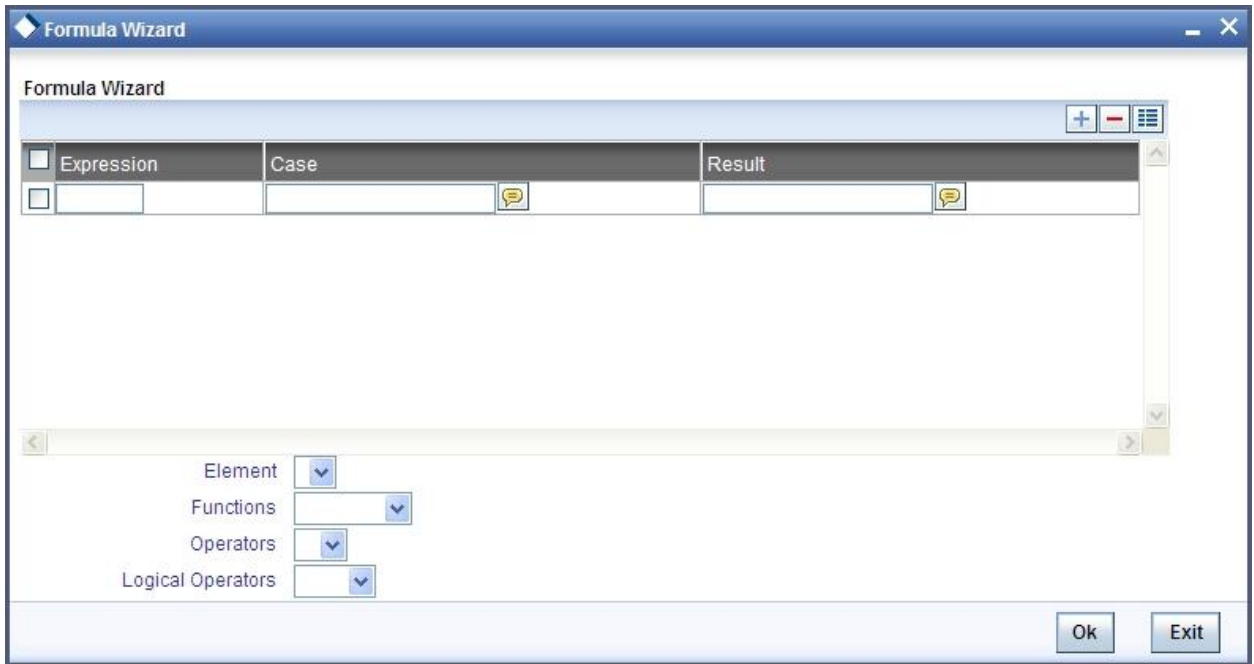 Formula Wizard
Formula Wizard
Expression Case Result
Element
Functions
Operators
Logical Operators
Ok Exit